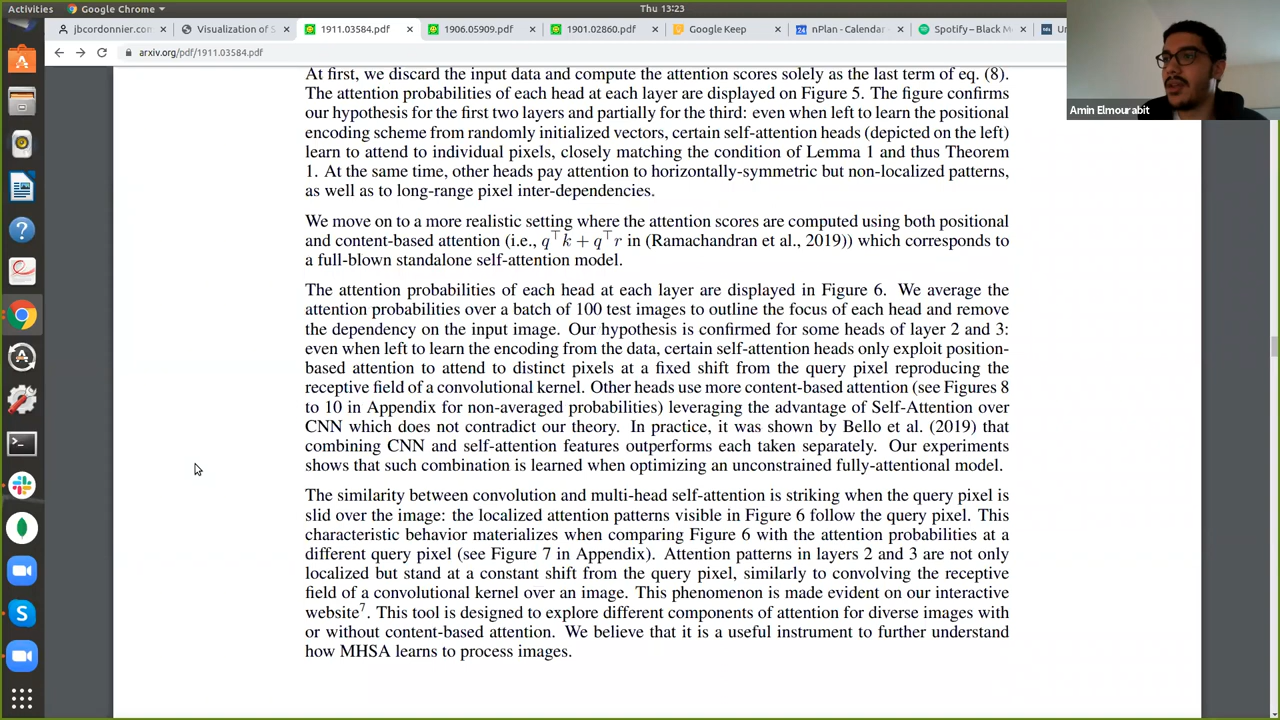 Activities
Google Chrome
Thu 13:23
jbcordonnier.com
Visualization of S
1911.03584.pdf
1906.05909.pdf
1901.02860.pdf
Google Keep
nPlan - Calendar
Spotify – Black M
Un
arxiv.org/pdf/1911.03584.pdf
Amin Elmourabit
At first, we discard the input data and compute the attention scores solely as the last term of eq. (8).
The attention probabilities of each head at each layer are displayed on Figure 5. The figure confirms
our hypothesis for the first two layers and partially for the third: even when left to learn the positional
encoding scheme from randomly initialized vectors, certain self-attention heads (depicted on the left)
learn to attend to individual pixels, closely matching the condition of Lemma 1 and thus Theorem
1. At the same time, other heads pay attention to horizontally-symmetric but non-localized patterns,
as well as to long-range pixel inter-dependencies.
We move on to a more realistic setting where the attention scores are computed using both positional
and content-based attention (i.e., q⊤k + q⊤r in (Ramachandran et al., 2019)) which corresponds to
a full-blown standalone self-attention model.
The attention probabilities of each head at each layer are displayed in Figure 6. We average the
attention probabilities over a batch of 100 test images to outline the focus of each head and remove
the dependency on the input image. Our hypothesis is confirmed for some heads of layer 2 and 3:
even when left to learn the encoding from the data, certain self-attention heads only exploit position-
based attention to attend to distinct pixels at a fixed shift from the query pixel reproducing the
receptive field of a convolutional kernel. Other heads use more content-based attention (see Figures 8
to 10 in Appendix for non-averaged probabilities) leveraging the advantage of Self-Attention over
CNN which does not contradict our theory. In practice, it was shown by Bello et al. (2019) that
combining CNN and self-attention features outperforms each taken separately. Our experiments
shows that such combination is learned when optimizing an unconstrained fully-attentional model.
The similarity between convolution and multi-head self-attention is striking when the query pixel is
slid over the image: the localized attention patterns visible in Figure 6 follow the query pixel. This
characteristic behavior materializes when comparing Figure 6 with the attention probabilities at a
different query pixel (see Figure 7 in Appendix). Attention patterns in layers 2 and 3 are not only
localized but stand at a constant shift from the query pixel, similarly to convolving the receptive
field of a convolutional kernel over an image. This phenomenon is made evident on our interactive
website7. This tool is designed to explore different components of attention for diverse images with
or without content-based attention. We believe that it is a useful instrument to further understand
how MHSA learns to process images.